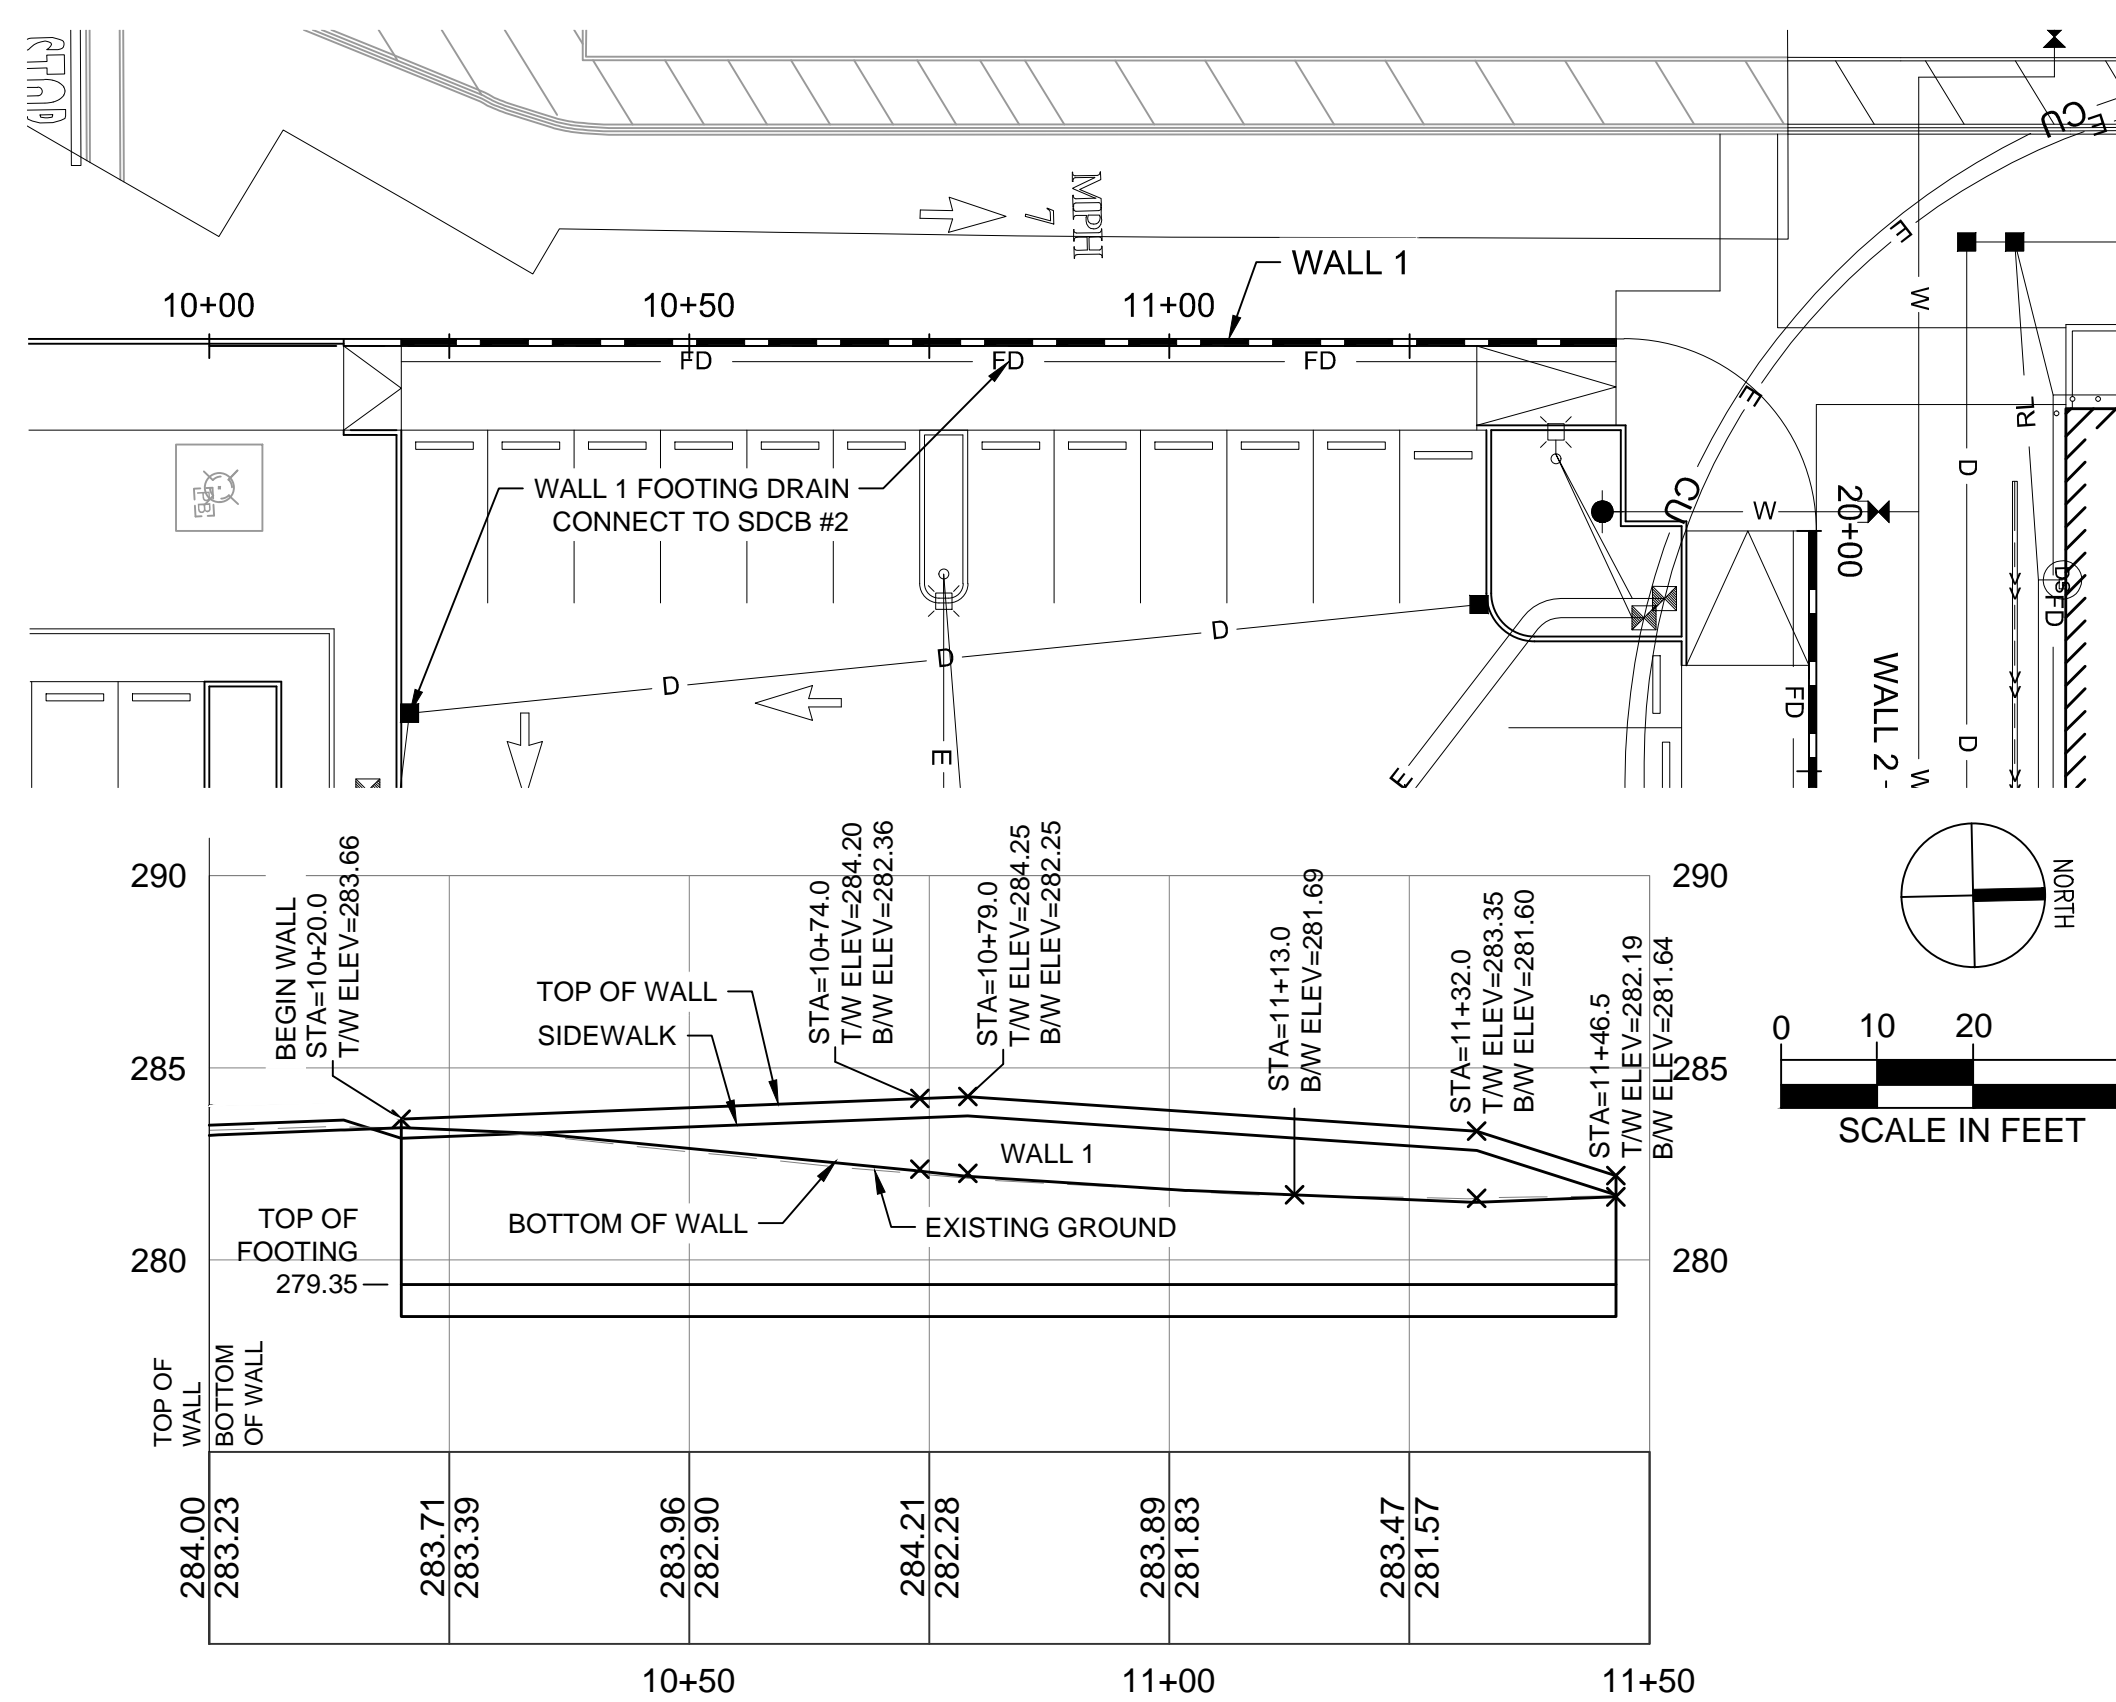 STOP
CU
E
MPH
7
WALL 1
10+00
10+50
11+00
E
W
FD
FD
FD
E
RL
D
WALL 1 FOOTING DRAIN
CONNECT TO SDCB #2
PB
CU
W
20+00
DS
FD
D
D
D
WALL 2 -
FD
E
E
D
W
290
290
BEGIN WALL
STA=10+20.0
T/W ELEV=283.66
STA=10+74.0
T/W ELEV=284.20
B/W ELEV=282.36
STA=10+79.0
T/W ELEV=284.25
B/W ELEV=282.25
STA=11+13.0
B/W ELEV=281.69
STA=11+32.0
T/W ELEV=283.35
B/W ELEV=281.60
STA=11+46.5
T/W ELEV=282.19
B/W ELEV=281.64
NORTH
TOP OF WALL
SIDEWALK
285
285
0 10 20
SCALE IN FEET
WALL 1
BOTTOM OF WALL
EXISTING GROUND
TOP OF
FOOTING
279.35
280
280
TOP OF
WALL
BOTTOM
OF WALL
284.00
283.23
283.71
283.39
283.96
282.90
284.21
282.28
283.89
281.83
283.47
281.57
10+50
11+00
11+50